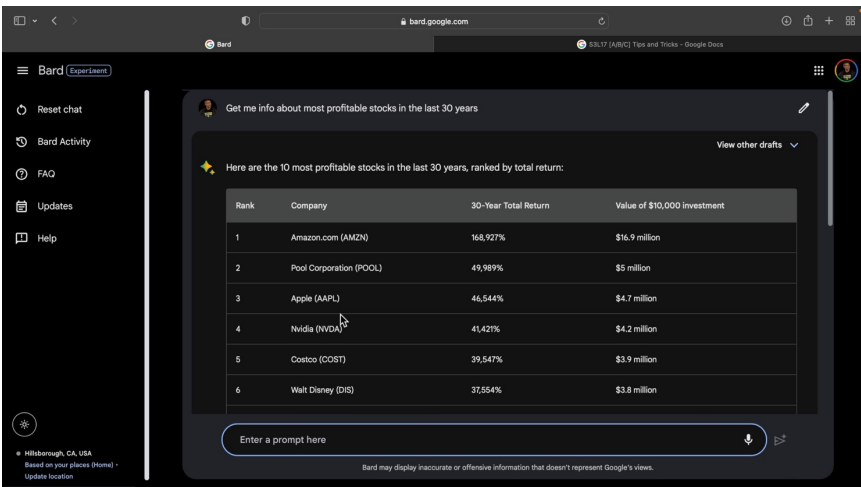 bard.google.com
Bard
S3L17 [A/B/C] Tips and Tricks - Google Docs
Bard Experiment
Reset chat
Bard Activity
FAQ
Updates
Help
Get me info about most profitable stocks in the last 30 years
View other drafts
Here are the 10 most profitable stocks in the last 30 years, ranked by total return:
Rank Company 30-Year Total Return Value of $10,000 investment
1 Amazon.com (AMZN) 168,927% $16.9 million
2 Pool Corporation (POOL) 49,989% $5 million
3 Apple (AAPL) 46,544% $4.7 million
4 Nvidia (NVDA) 41,421% $4.2 million
5 Costco (COST) 39,547% $3.9 million
6 Walt Disney (DIS) 37,554% $3.8 million
Enter a prompt here
Bard may display inaccurate or offensive information that doesn't represent Google's views.
Hillsborough, CA, USA
Based on your places (Home) •
Update location